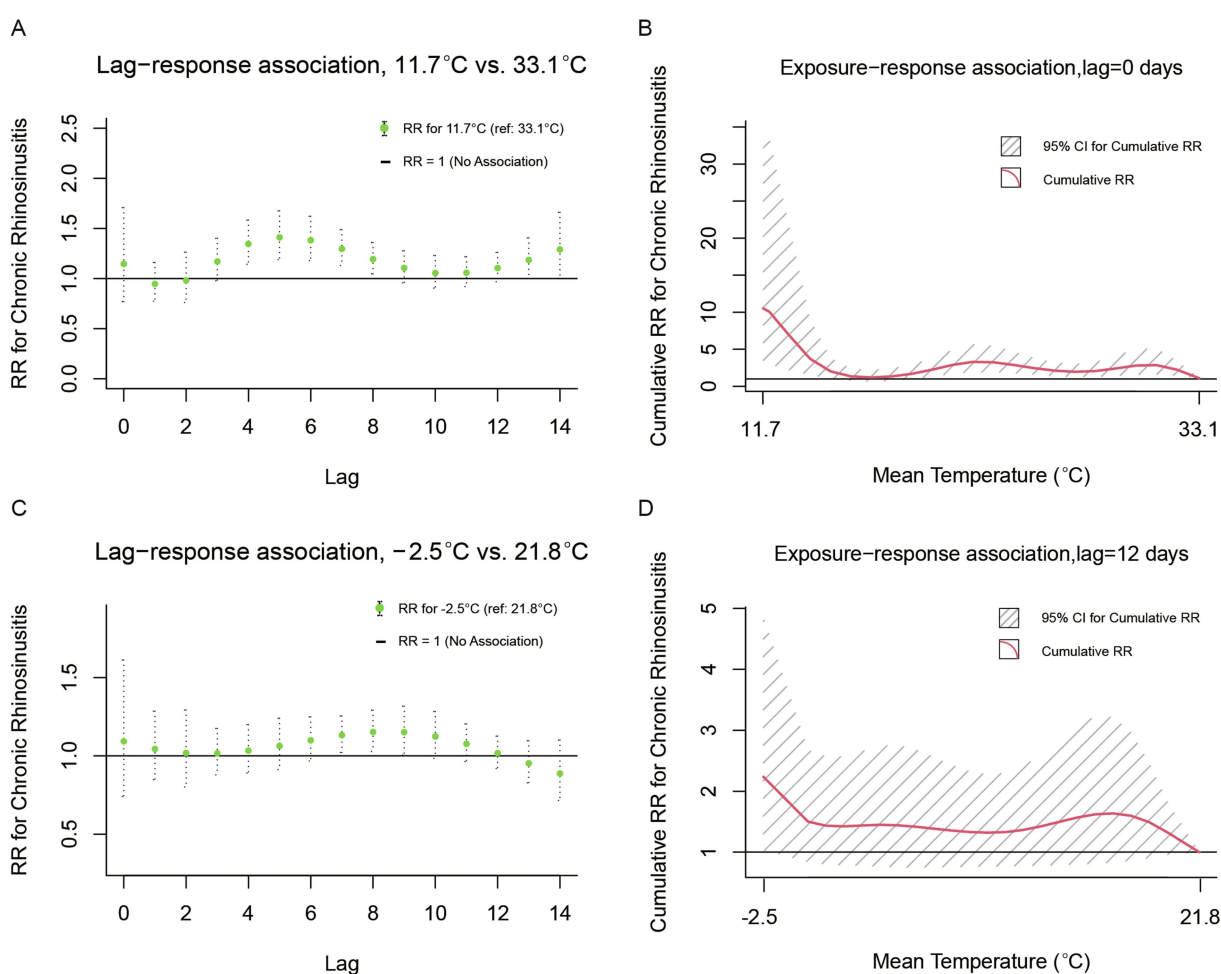 A
Lag−response association, 11.7°C vs. 33.1°C
RR for Chronic Rhinosinusitis
2.5
2.0
1.5
1.0
0.5
0.0
RR for 11.7°C (ref: 33.1°C)
RR = 1 (No Association)
0 2 4 6 8 10 12 14
Lag
B
Exposure−response association,lag=0 days
Cumulative RR for Chronic Rhinosinusitis
30
20
10
5
0
95% CI for Cumulative RR
Cumulative RR
11.7 33.1
Mean Temperature (°C)
C
Lag−response association, −2.5°C vs. 21.8°C
RR for Chronic Rhinosinusitis
1.5
1.0
0.5
RR for -2.5°C (ref: 21.8°C)
RR = 1 (No Association)
0 2 4 6 8 10 12 14
Lag
D
Exposure−response association,lag=12 days
Cumulative RR for Chronic Rhinosinusitis
5
4
3
2
1
95% CI for Cumulative RR
Cumulative RR
-2.5 21.8
Mean Temperature (°C)